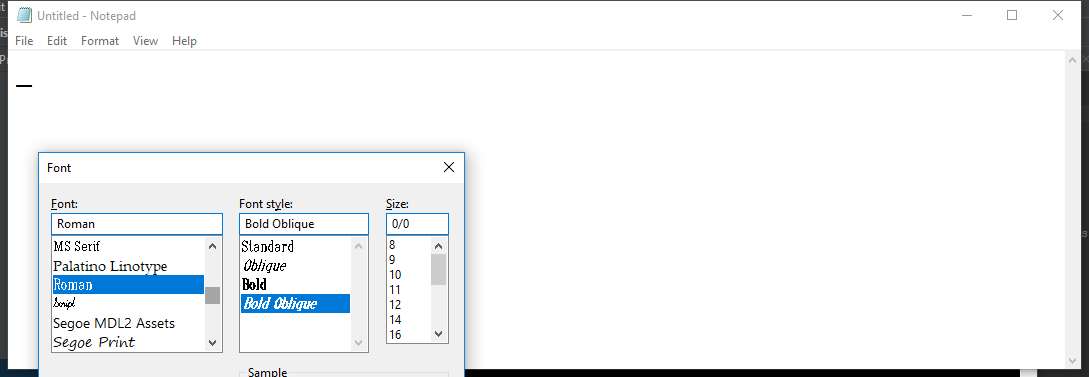 Untitled - Notepad
File Edit Format View Help
—
Font
Font: Font style: Size:
Roman Bold Oblique 0/0
MS Serif
Palatino Linotype
Roman
Script
Segoe MDL2 Assets
Segoe Print
Standard
Oblique
Bold
Bold Oblique
8
9
10
11
12
14
16
Sample